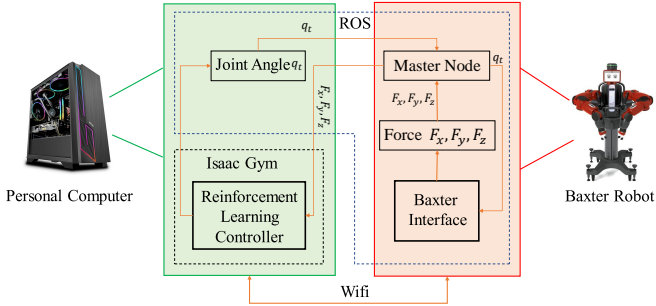 q_t
ROS
Joint Angle q_t
Master Node
q_t
F_x, F_y, F_z
F_x, F_y, F_z
Force F_x, F_y, F_z
Isaac Gym
Reinforcement
Learning
Controller
Baxter
Interface
Personal Computer
Baxter Robot
Wifi